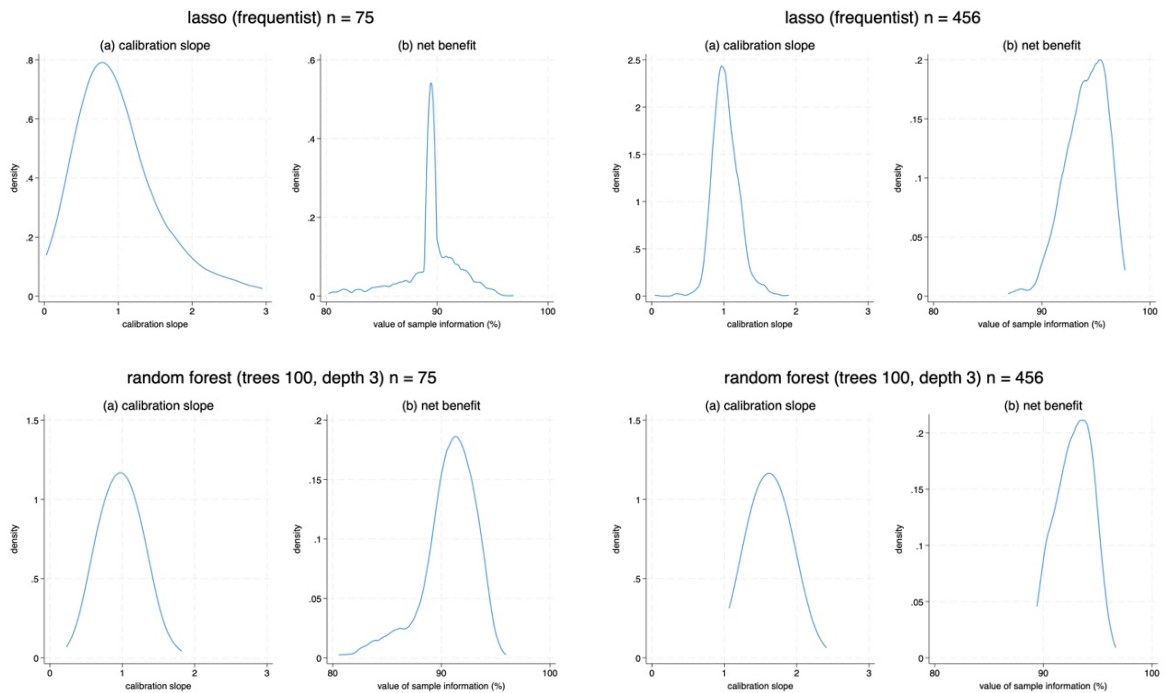 lasso (frequentist) n = 75
(a) calibration slope
.8
.6
.4
.2
0
density
0 1 2 3
calibration slope
(b) net benefit
.6
.4
.2
0
density
80 90 100
value of sample information (%)
lasso (frequentist) n = 456
(a) calibration slope
2.5
2
1.5
1
.5
0
density
0 1 2 3
calibration slope
(b) net benefit
.2
.15
.1
.05
0
density
80 90 100
value of sample information (%)
random forest (trees 100, depth 3) n = 75
(a) calibration slope
1.5
1
.5
0
density
0 1 2 3
calibration slope
(b) net benefit
.2
.15
.1
.05
0
density
80 90 100
value of sample information (%)
random forest (trees 100, depth 3) n = 456
(a) calibration slope
1.5
1
.5
0
density
0 1 2 3
calibration slope
(b) net benefit
.2
.15
.1
.05
0
density
80 90 100
value of sample information (%)